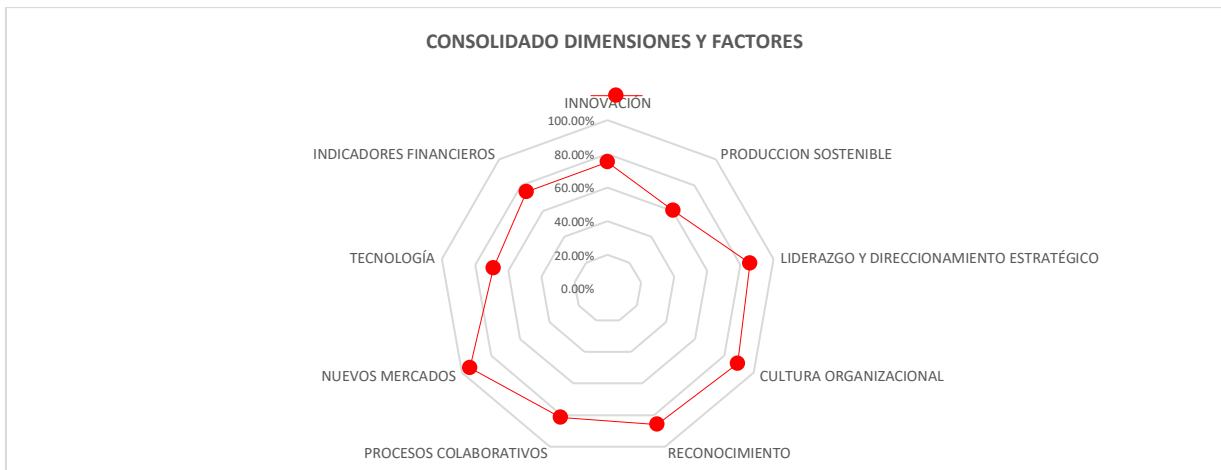 CONSOLIDADO DIMENSIONES Y FACTORES
INNOVACIÓN
100.00%
80.00%
60.00%
40.00%
20.00%
0.00%
PRODUCCION SOSTENIBLE
LIDERAZGO Y DIRECCIONAMIENTO ESTRATÉGICO
CULTURA ORGANIZACIONAL
RECONOCIMIENTO
PROCESOS COLABORATIVOS
NUEVOS MERCADOS
TECNOLOGÍA
INDICADORES FINANCIEROS